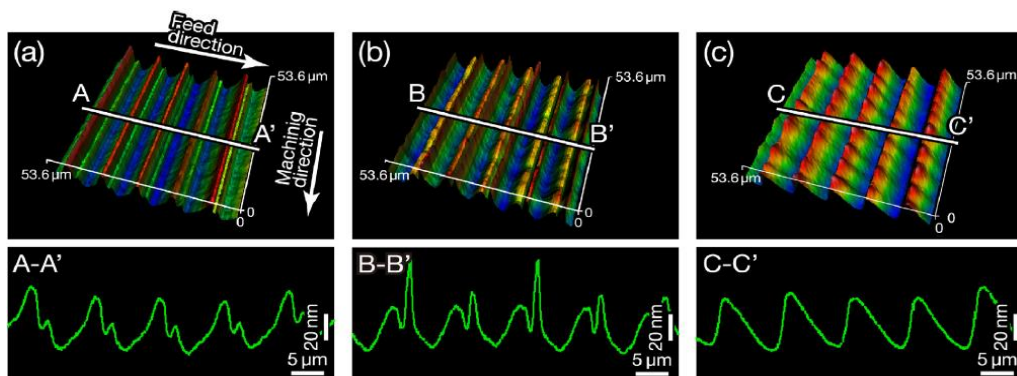 (a)
Feed
direction
53.6 µm
A
A'
Machining
direction
53.6 µm
0
0
(b)
53.6 µm
B
B'
53.6 µm
0
0
(c)
53.6 µm
C
C'
53.6 µm
0
0
A-A'
20 nm
5 µm
B-B'
20 nm
5 µm
C-C'
20 nm
5 µm